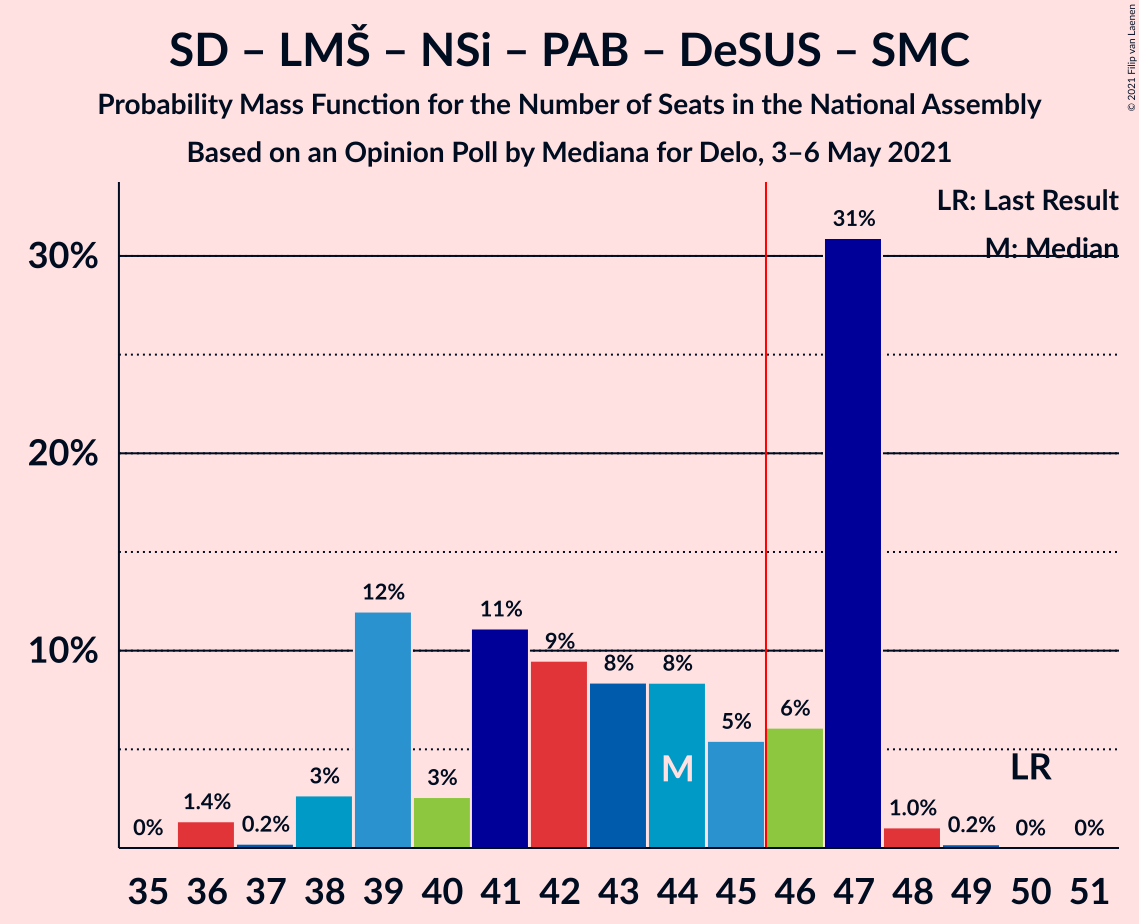 SD – LMŠ – NSi – PAB – DeSUS – SMC
Probability Mass Function for the Number of Seats in the National Assembly
Based on an Opinion Poll by Mediana for Delo, 3–6 May 2021
© 2021 Filip van Laenen
LR: Last Result
M: Median
30%
20%
10%
0%
1.4%
0.2%
3%
12%
3%
11%
9%
8%
8%
5%
6%
31%
1.0%
0.2%
0%
0%
M
LR
35 36 37 38 39 40 41 42 43 44 45 46 47 48 49 50 51